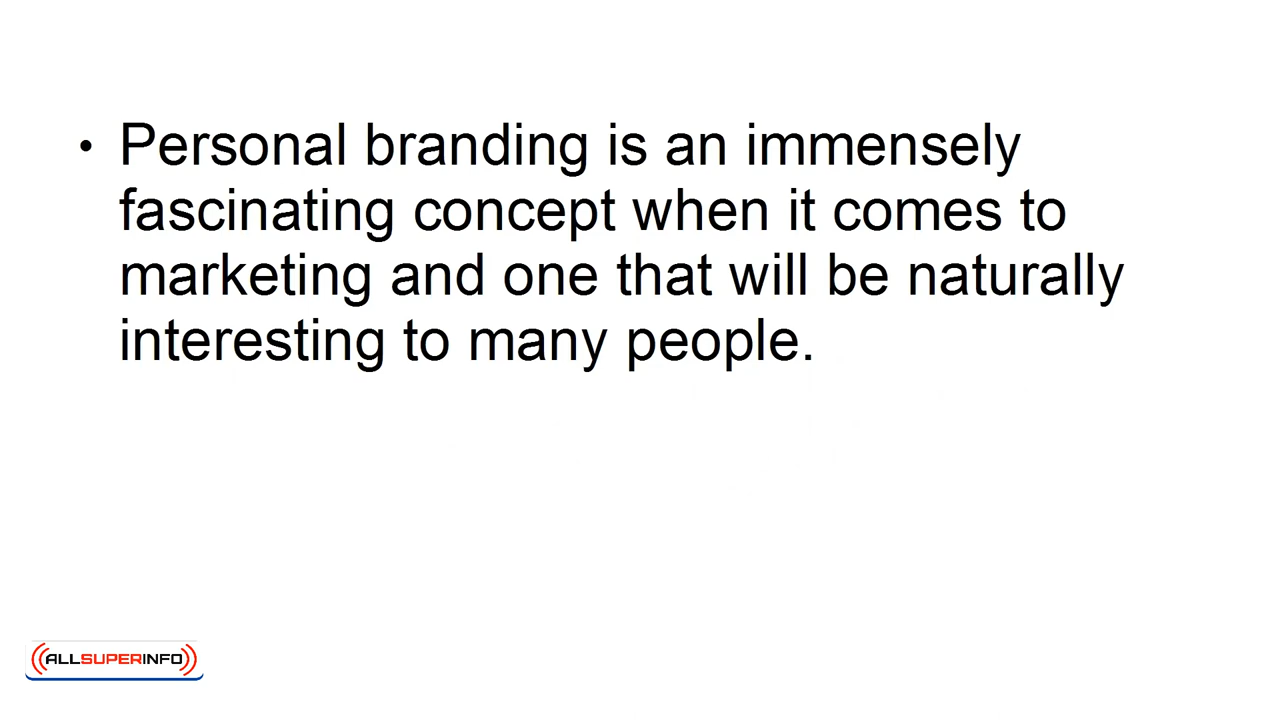 • Personal branding is an immensely
fascinating concept when it comes to
marketing and one that will be naturally
interesting to many people.
ALLSUPERINFO